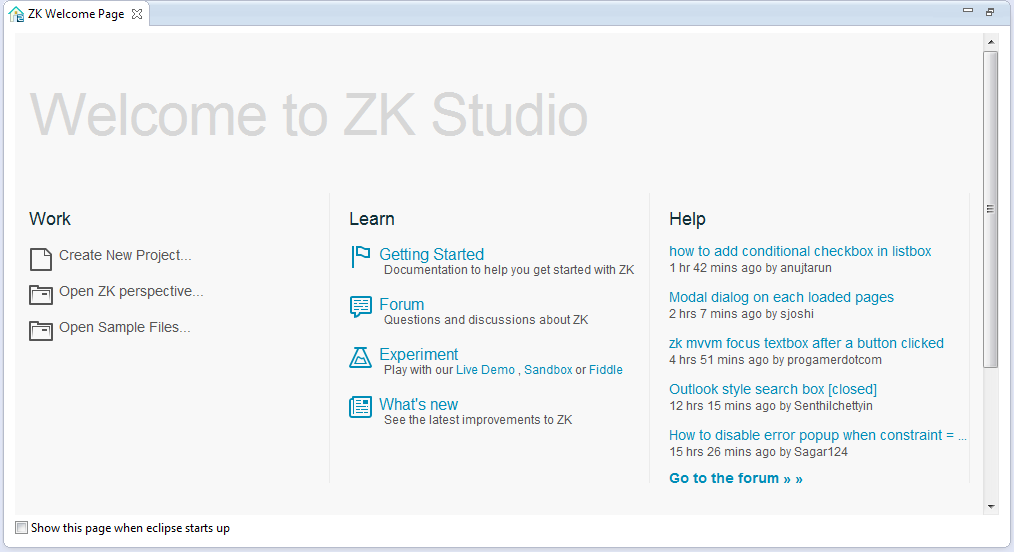 ZK Welcome Page
Welcome to ZK Studio
Work
Create New Project...
Open ZK perspective...
Open Sample Files...
Learn
Getting Started
Documentation to help you get started with ZK
Forum
Questions and discussions about ZK
Experiment
Play with our Live Demo , Sandbox or Fiddle
What's new
See the latest improvements to ZK
Help
how to add conditional checkbox in listbox
1 hr 42 mins ago by anujtarun
Modal dialog on each loaded pages
2 hrs 7 mins ago by sjoshi
zk mvvm focus textbox after a button clicked
4 hrs 51 mins ago by progamerdotcom
Outlook style search box [closed]
12 hrs 15 mins ago by Senthilchettyin
How to disable error popup when constraint = ...
15 hrs 26 mins ago by Sagar124
Go to the forum » »
Show this page when eclipse starts up